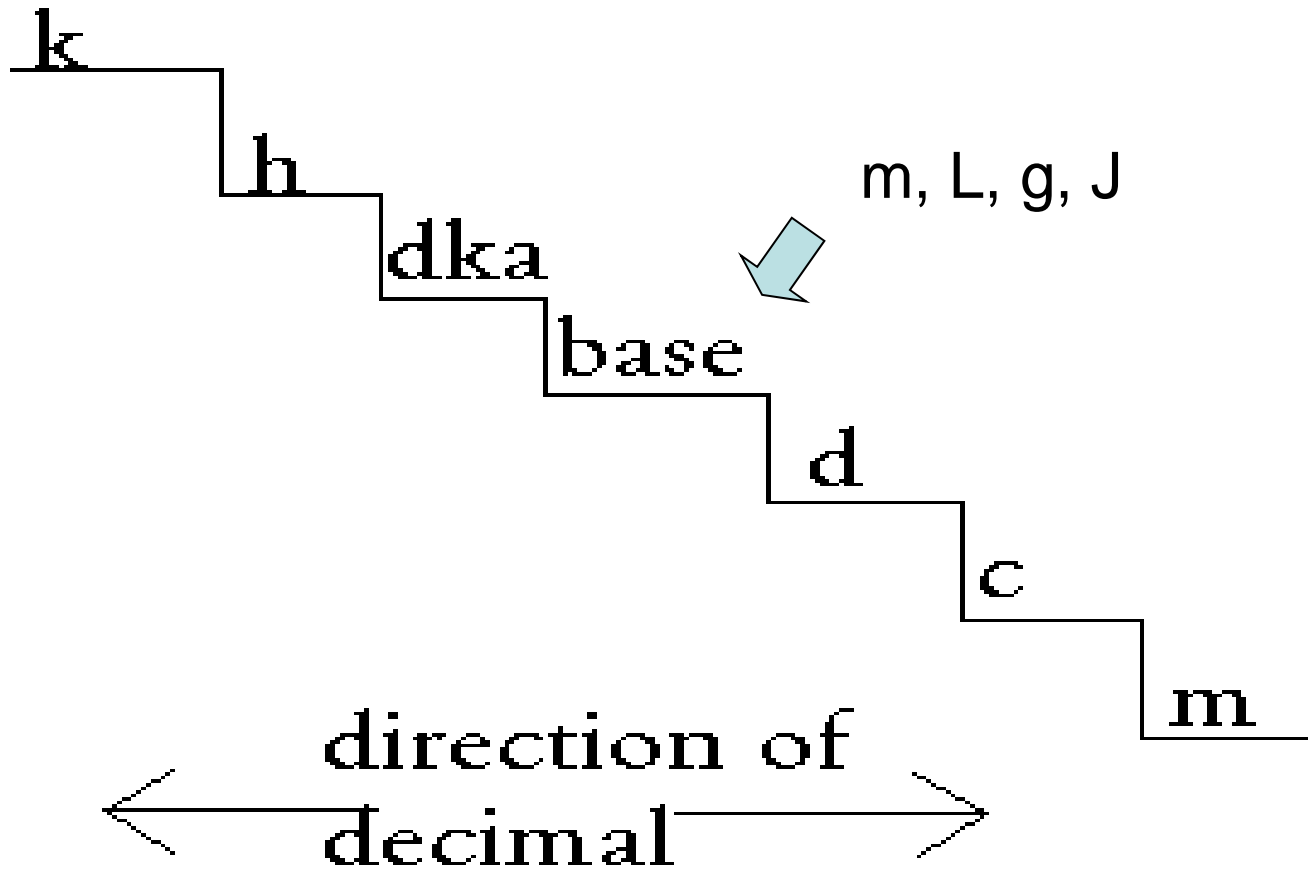 k
h
m, L, g, J
dka
base
d
c
m
direction of
decimal